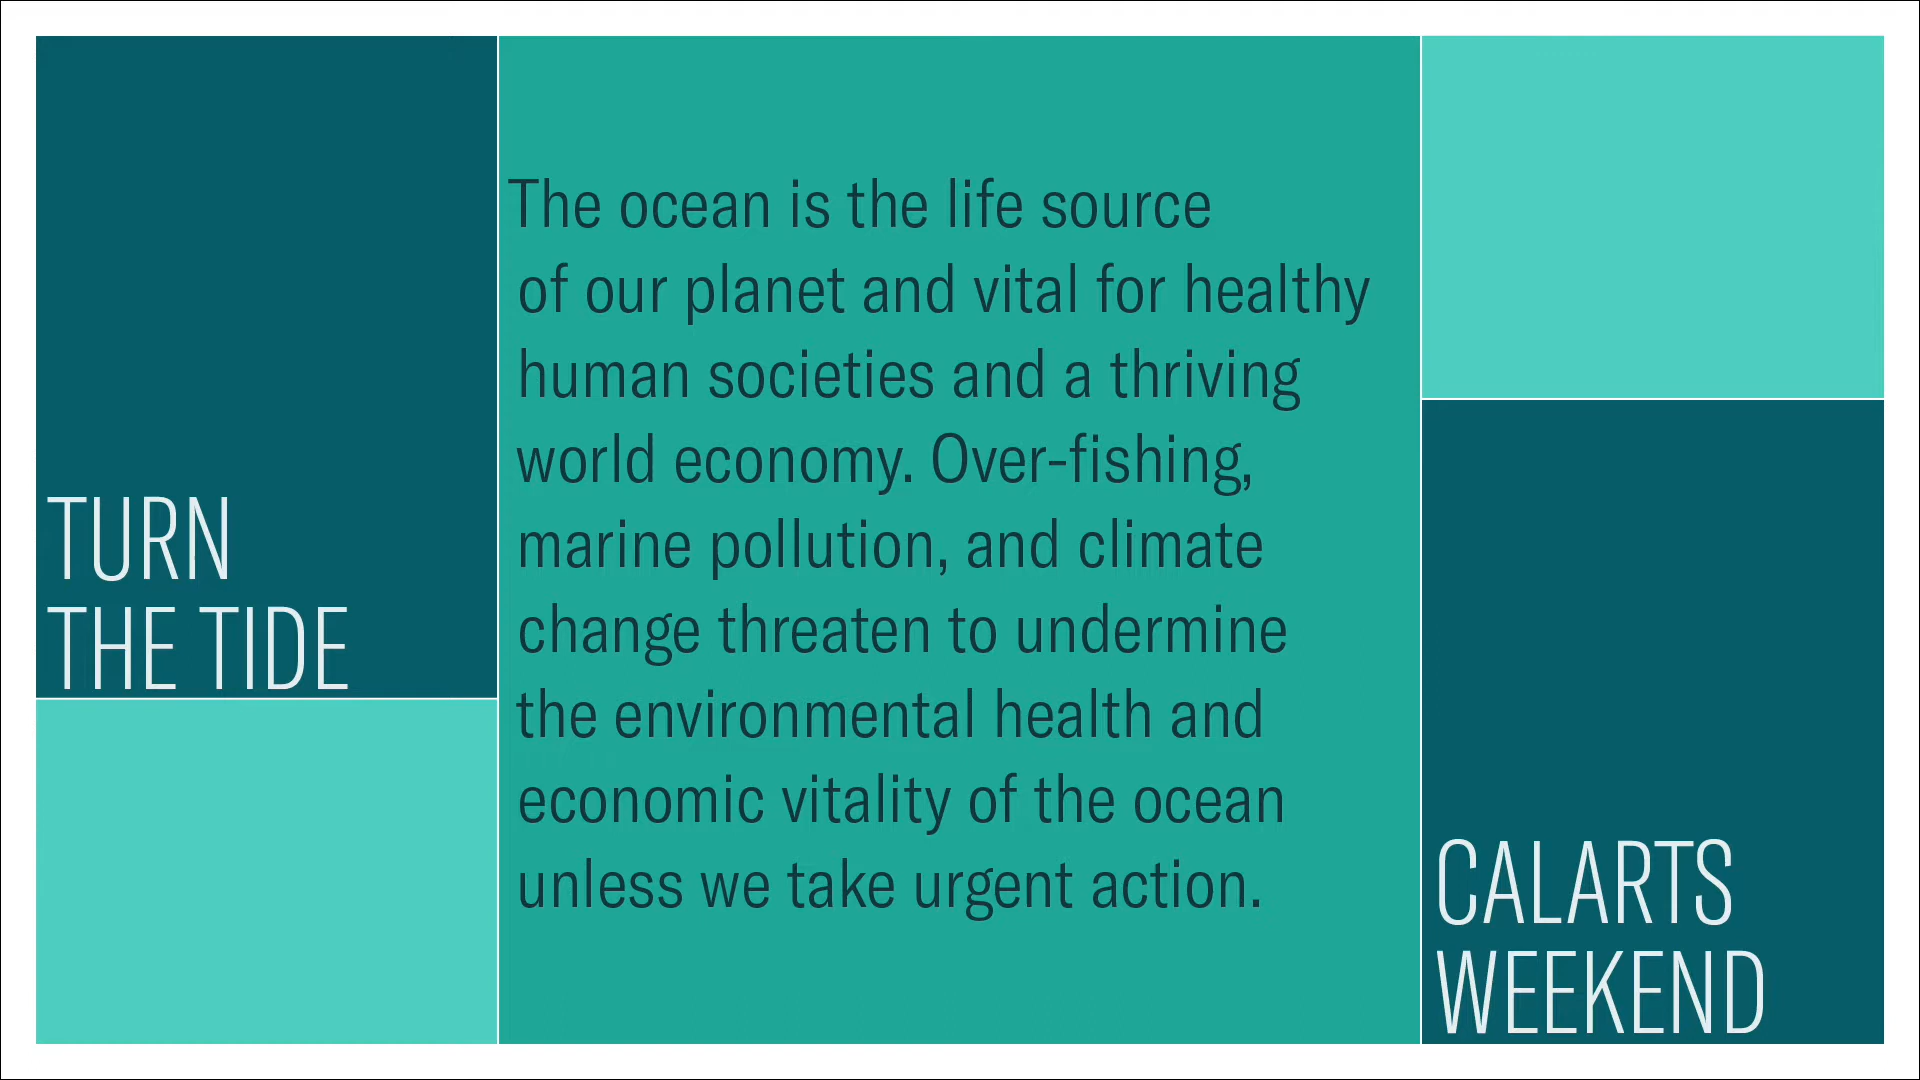 TURN
THE TIDE
The ocean is the life source
of our planet and vital for healthy
human societies and a thriving
world economy. Over-fishing,
marine pollution, and climate
change threaten to undermine
the environmental health and
economic vitality of the ocean
unless we take urgent action.
CALARTS
WEEKEND